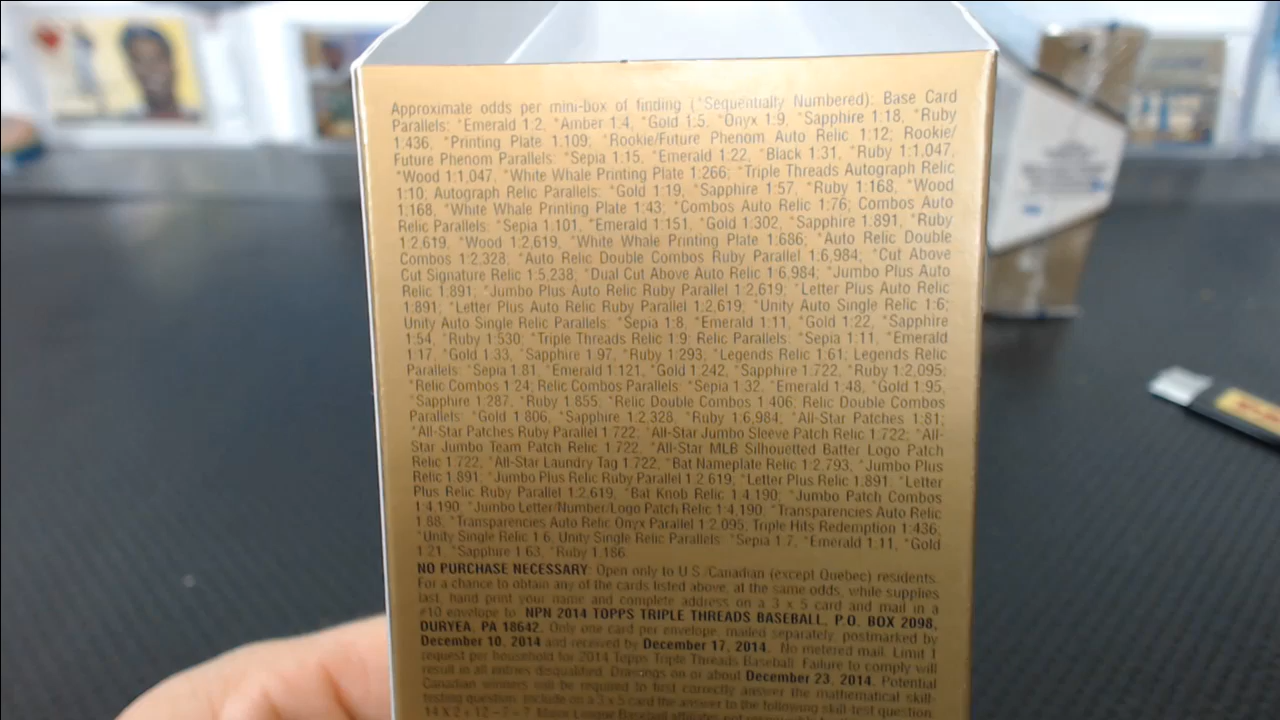 Approximate odds per mini-box of finding (*Sequentially Numbered): Base Card
Parallels: *Emerald 1:2, *Amber 1:4, *Gold 1:5, *Onyx 1:9, *Sapphire 1:18, *Ruby
1:436, *Printing Plate 1:109; *Rookie/Future Phenom Auto Relic 1:12; Rookie/
Future Phenom Parallels: *Sepia 1:15, *Emerald 1:22, *Black 1:31, *Ruby 1:1,047,
*Wood 1:1,047, *White Whale Printing Plate 1:266; *Triple Threads Autograph Relic
1:10; Autograph Relic Parallels: *Gold 1:19, *Sapphire 1:57, *Ruby 1:168, *Wood
1:168, *White Whale Printing Plate 1:43; *Combos Auto Relic 1:76; Combos Auto
Relic Parallels: *Sepia 1:101, *Emerald 1:151, *Gold 1:302, *Sapphire 1:891, *Ruby
1:2,619, *Wood 1:2,619, *White Whale Printing Plate 1:686; *Auto Relic Double
Combos 1:2,328, *Auto Relic Double Combos Ruby Parallel 1:6,984; *Cut Above
Cut Signature Relic 1:5,238; *Dual Cut Above Auto Relic 1:6,984; *Jumbo Plus Auto
Relic 1:891; *Jumbo Plus Auto Relic Ruby Parallel 1:2,619; *Letter Plus Auto Relic
1:891; *Letter Plus Auto Relic Ruby Parallel 1:2,619; *Unity Auto Single Relic 1:6;
Unity Auto Single Relic Parallels: *Sepia 1:8, *Emerald 1:11, *Gold 1:22, *Sapphire
1:54, *Ruby 1:530; *Triple Threads Relic 1:9; Relic Parallels: *Sepia 1:11, *Emerald
1:17, *Gold 1:33, *Sapphire 1:97, *Ruby 1:293; *Legends Relic 1:61; Legends Relic
Parallels: *Sepia 1:81, *Emerald 1:121, *Gold 1:242, *Sapphire 1:722, *Ruby 1:2,095;
*Relic Combos 1:24; Relic Combos Parallels: *Sepia 1:32, *Emerald 1:48, *Gold 1:95,
*Sapphire 1:287, *Ruby 1:855; *Relic Double Combos 1:406; Relic Double Combos
Parallels: *Gold 1:806, *Sapphire 1:2,328, *Ruby 1:6,984; *All-Star Patches 1:81;
*All-Star Patches Ruby Parallel 1:722; *All-Star Jumbo Sleeve Patch Relic 1:722; *All-
Star Jumbo Team Patch Relic 1:722, *All-Star MLB Silhouetted Batter Logo Patch
Relic 1:722, *All-Star Laundry Tag 1:722, *Bat Nameplate Relic 1:2,793, *Jumbo Plus
Relic 1:891; *Jumbo Plus Relic Ruby Parallel 1:2,619; *Letter Plus Relic 1:891, *Letter
Plus Relic Ruby Parallel 1:2,619; *Bat Knob Relic 1:4,190; *Jumbo Patch Combos
1:4,190; *Jumbo Letter/Number/Logo Patch Relic 1:4,190; *Transparencies Auto Relic
1:88, *Transparencies Auto Relic Onyx Parallel 1:2,095; Triple Hits Redemption 1:436;
*Unity Single Relic 1:6, Unity Single Relic Parallels: *Sepia 1:7, *Emerald 1:11, *Gold
1:21, *Sapphire 1:63, *Ruby 1:186.
NO PURCHASE NECESSARY: Open only to U.S./Canadian (except Quebec) residents.
For a chance to obtain any of the cards listed above, at the same odds, while supplies
last, hand print your name and complete address on a 3 x 5 card and mail in a
#10 envelope to: NPN 2014 TOPPS TRIPLE THREADS BASEBALL, P.O. BOX 2098,
DURYEA, PA 18642. Only one card per envelope, mailed separately, postmarked by
December 10, 2014 and received by December 17, 2014. No metered mail. Limit 1
request per household for 2014 Topps Triple Threads Baseball. Failure to comply will
result in all entries disqualified. Drawings on or about December 23, 2014. Potential
Canadian winners will be required to first correctly answer the mathematical skill-
testing question. Include on a 3 x 5 card the answer to the following skill-test question:
Major League Baseball